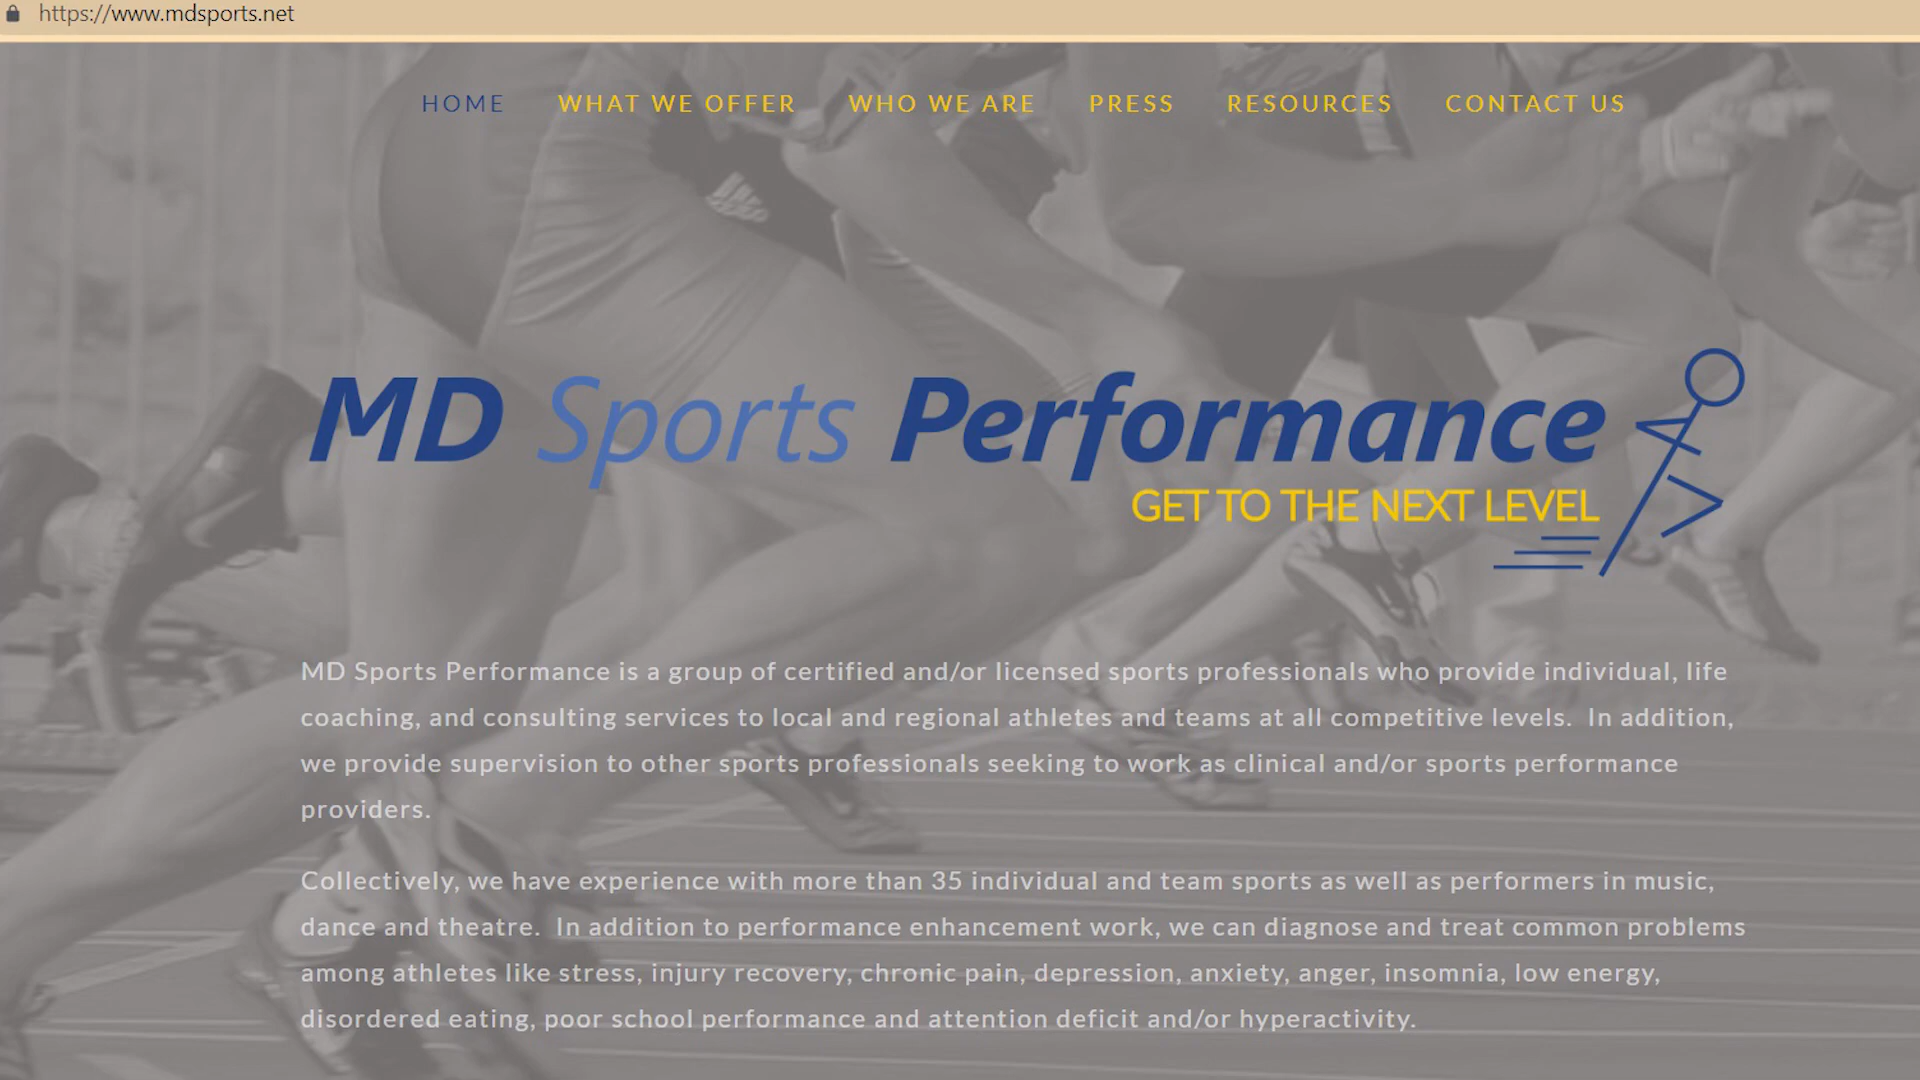 https://www.mdsports.net
HOME WHAT WE OFFER WHO WE ARE PRESS RESOURCES CONTACT US
MD Sports Performance
GET TO THE NEXT LEVEL
MD Sports Performance is a group of certified and/or licensed sports professionals who provide individual, life
coaching, and consulting services to local and regional athletes and teams at all competitive levels.  In addition,
we provide supervision to other sports professionals seeking to work as clinical and/or sports performance
providers.
Collectively, we have experience with more than 35 individual and team sports as well as performers in music,
dance and theatre.  In addition to performance enhancement work, we can diagnose and treat common problems
among athletes like stress, injury recovery, chronic pain, depression, anxiety, anger, insomnia, low energy,
disordered eating, poor school performance and attention deficit and/or hyperactivity.